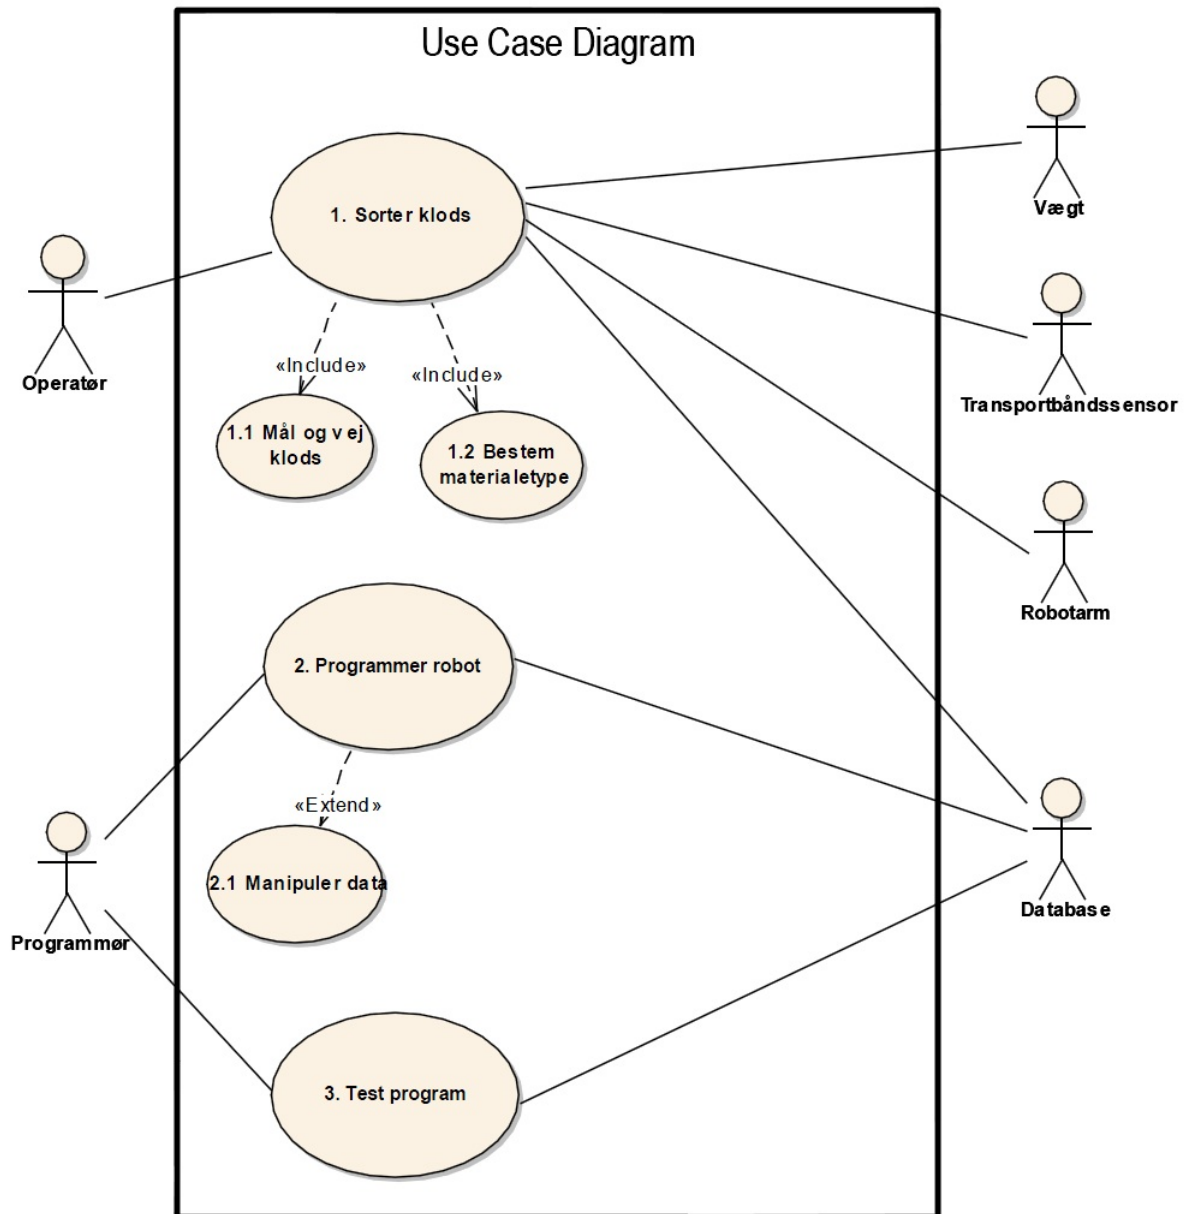 Use Case Diagram
Vægt
1. Sorter klods
Operatør
Transportbåndssensor
«Include»
«Include»
1.1 Mål og vej
klods
1.2 Bestem
materialetype
Robotarm
2. Programmer robot
«Extend»
2.1 Manipuler data
Database
Programmør
3. Test program